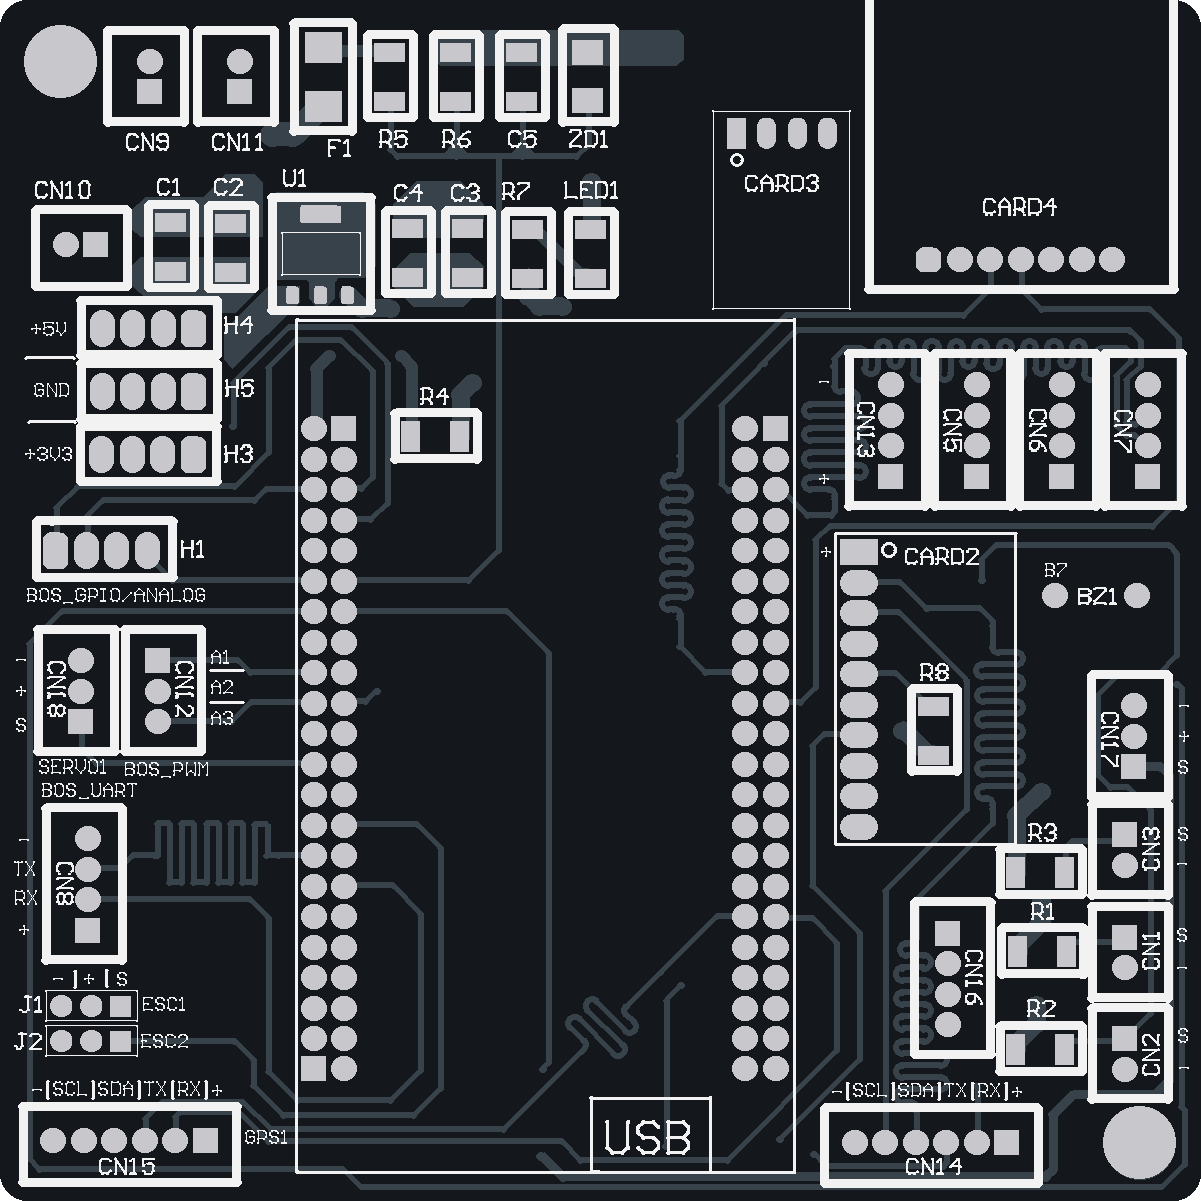 CN9
CN11
F1
R5
R6
C5
ZD1
CN10
C1
C2
U1
C4
C3
R7
LED1
CARD3
CARD4
+5V
H4
GND
H5
+3V3
H3
R4
-
+
CN13
CN5
CN6
CN7
H1
BOS_GPIO/ANALOG
+
CARD2
B7
BZ1
-
+
S
CN18
CN12
A1
A2
A3
SERVO1
BOS_PWM
R8
CN17
-
+
S
BOS_UART
-
TX
RX
+
CN8
R3
CN3
S
-
R1
CN1
S
-
CN16
R2
CN2
S
-
-|+|S
J1
ESC1
J2
ESC2
-|SCL|SDA|TX|RX|+
GPS1
CN15
USB
-|SCL|SDA|TX|RX|+
CN14